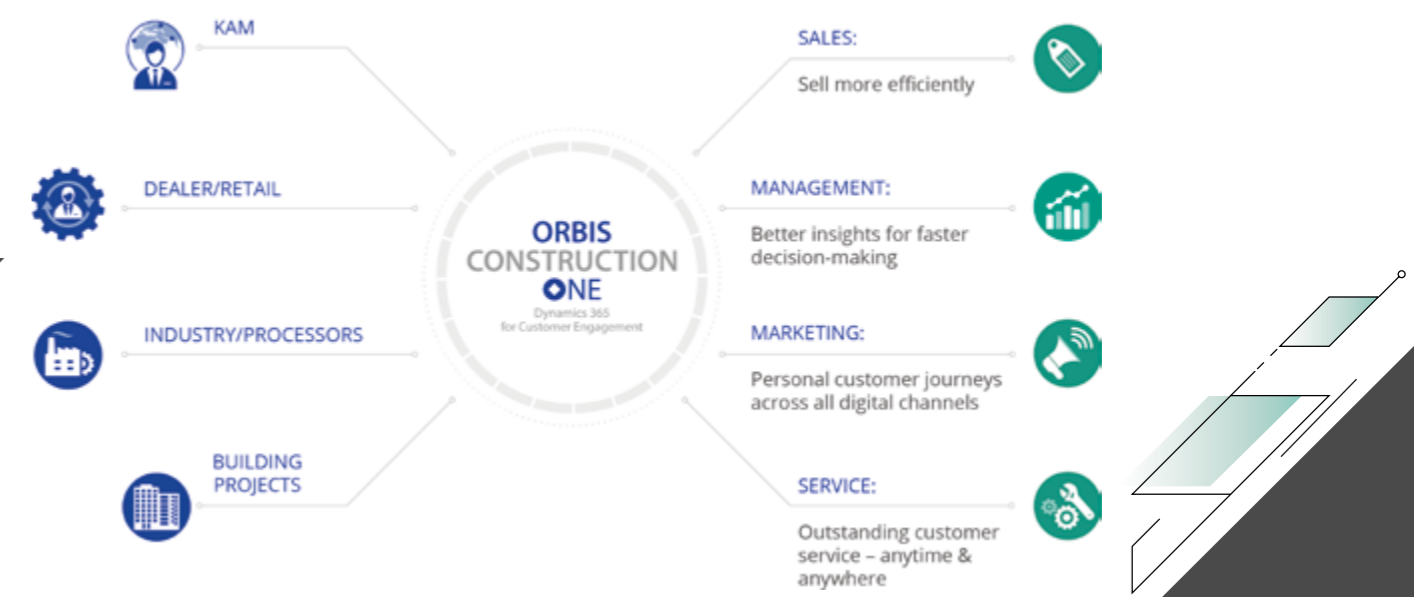 KAM
DEALER/RETAIL
INDUSTRY/PROCESSORS
BUILDING
PROJECTS
ORBIS
CONSTRUCTION
ONE
Dynamics 365
for Customer Engagement
SALES:
Sell more efficiently
MANAGEMENT:
Better insights for faster
decision-making
MARKETING:
Personal customer journeys
across all digital channels
SERVICE:
Outstanding customer
service – anytime &
anywhere